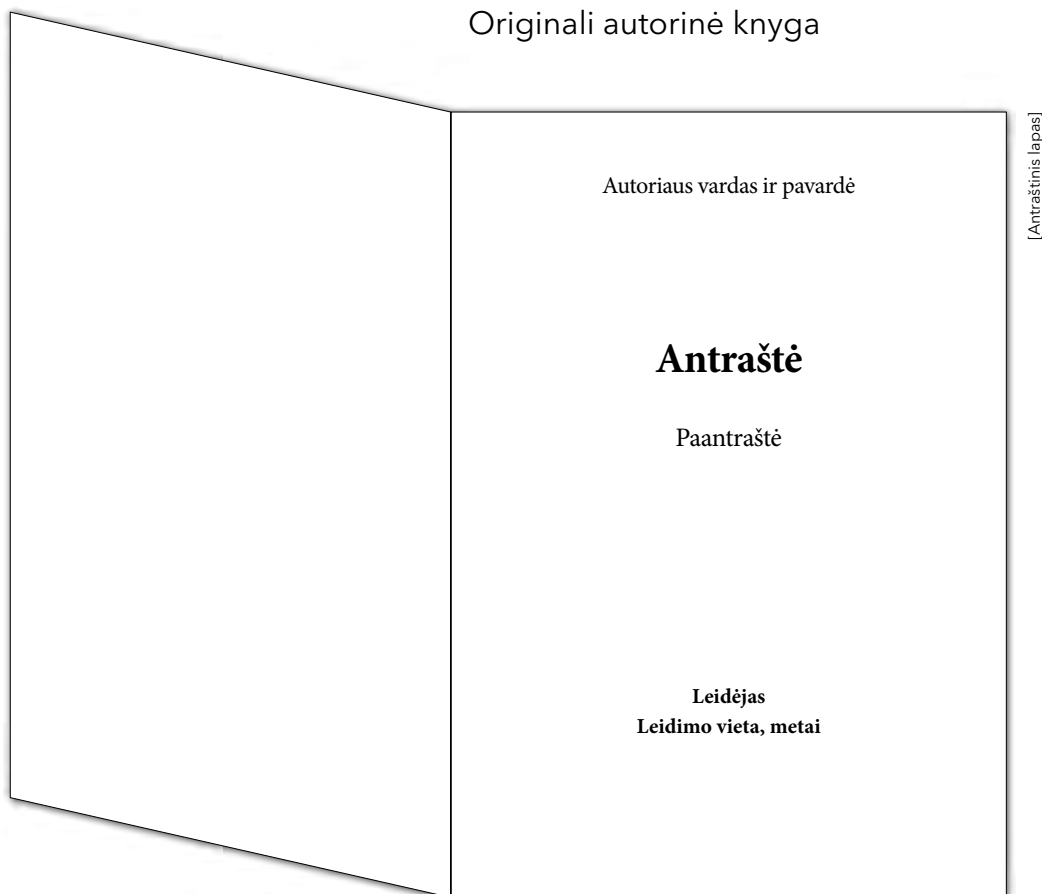 Originali autorinė knyga
[Antraštinis lapas]
Autoriaus vardas ir pavardė
Antraštė
Paantraštė
Leidėjas
Leidimo vieta, metai